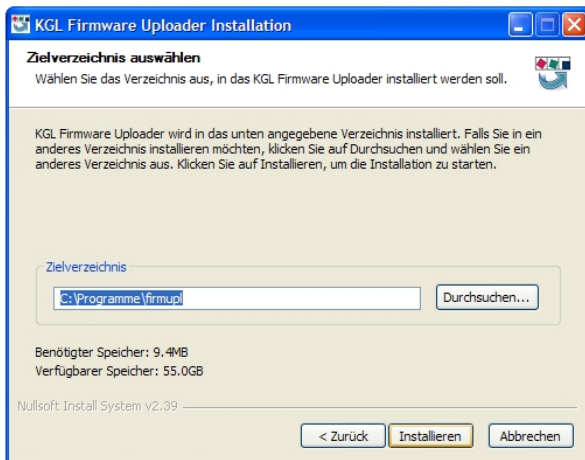 KGL Firmware Uploader Installation
Zielverzeichnis auswählen
Wählen Sie das Verzeichnis aus, in das KGL Firmware Uploader installiert werden soll.
KGL Firmware Uploader wird in das unten angegebene Verzeichnis installiert. Falls Sie in ein
anderes Verzeichnis installieren möchten, klicken Sie auf Durchsuchen und wählen Sie ein
anderes Verzeichnis aus. Klicken Sie auf Installieren, um die Installation zu starten.
Zielverzeichnis
C:\Programme\firmupl
Durchsuchen...
Benötigter Speicher: 9.4MB
Verfügbarer Speicher: 55.0GB
Nullsoft Install System v2.39
< Zurück
Installieren
Abbrechen